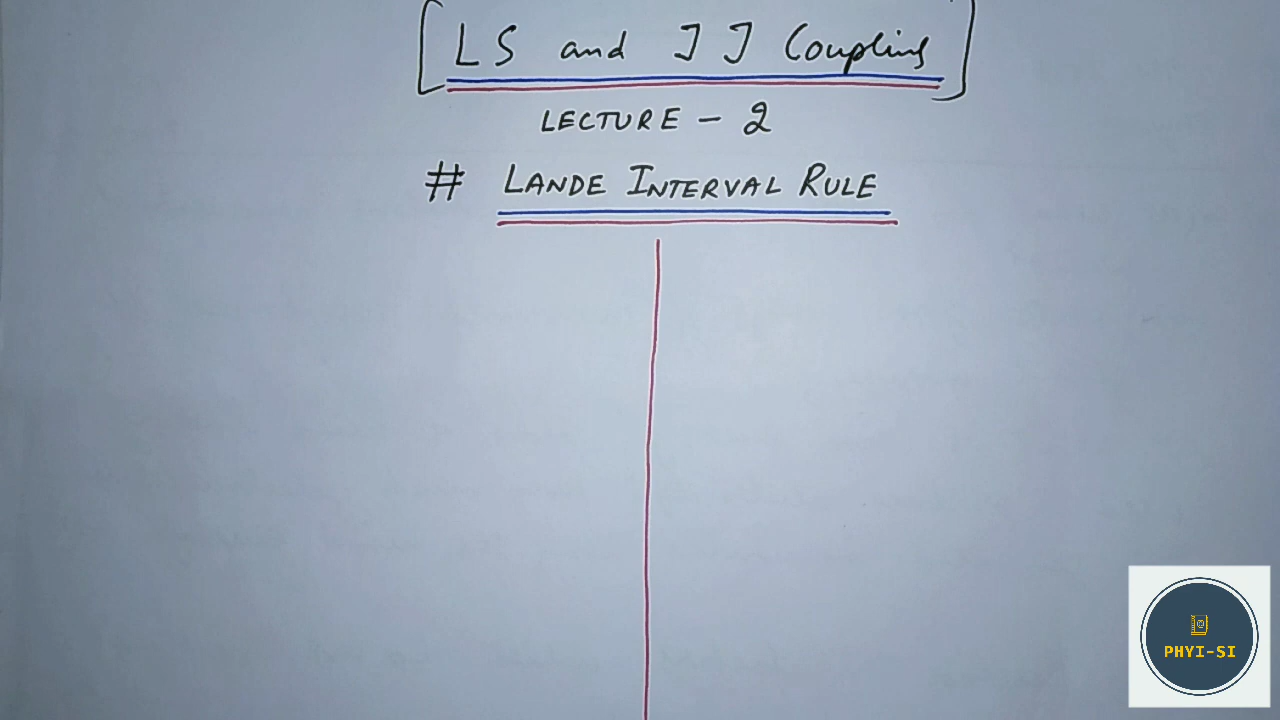 [LS and JJ Coupling]
LECTURE - 2
# LANDE INTERVAL RULE
PHYI-SI